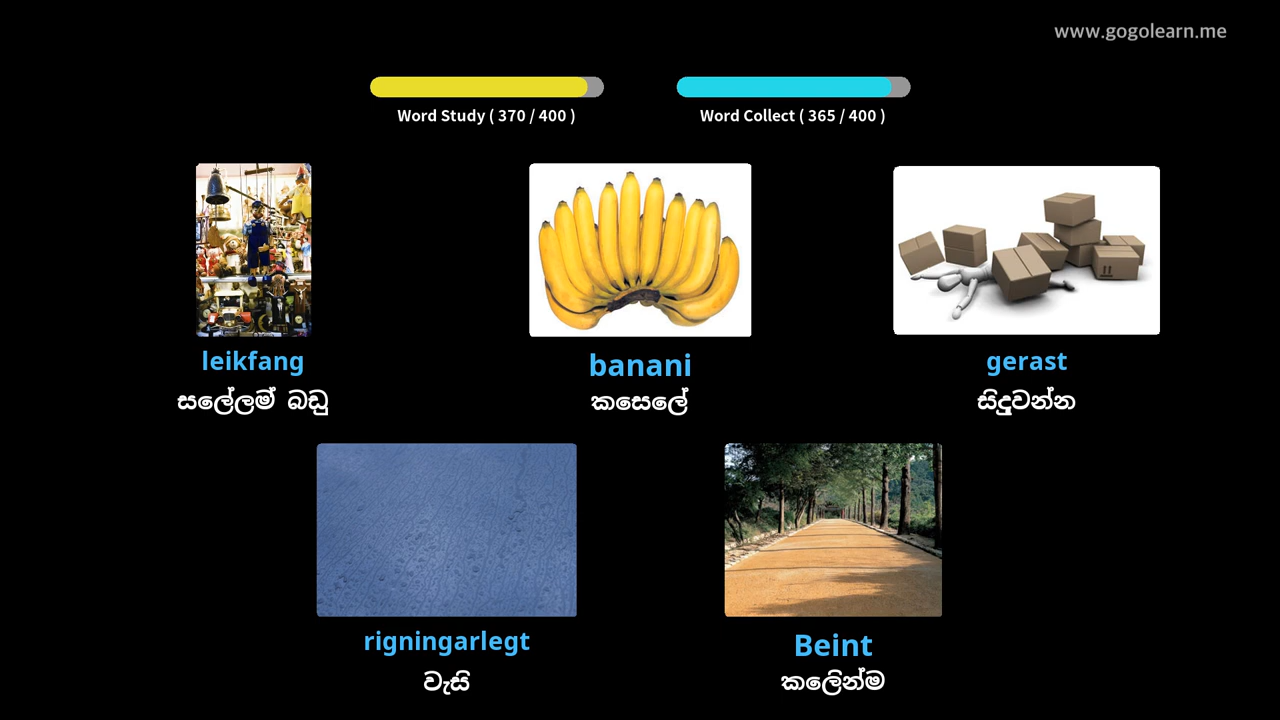 www.gogolearn.me
Word Study ( 370 / 400 )
Word Collect ( 365 / 400 )
leikfang
සෙල්ලම් බඩු
banani
කෙසෙල්
gerast
සිදුවන්න
rigningarlegt
වැසි
Beint
කෙලින්ම